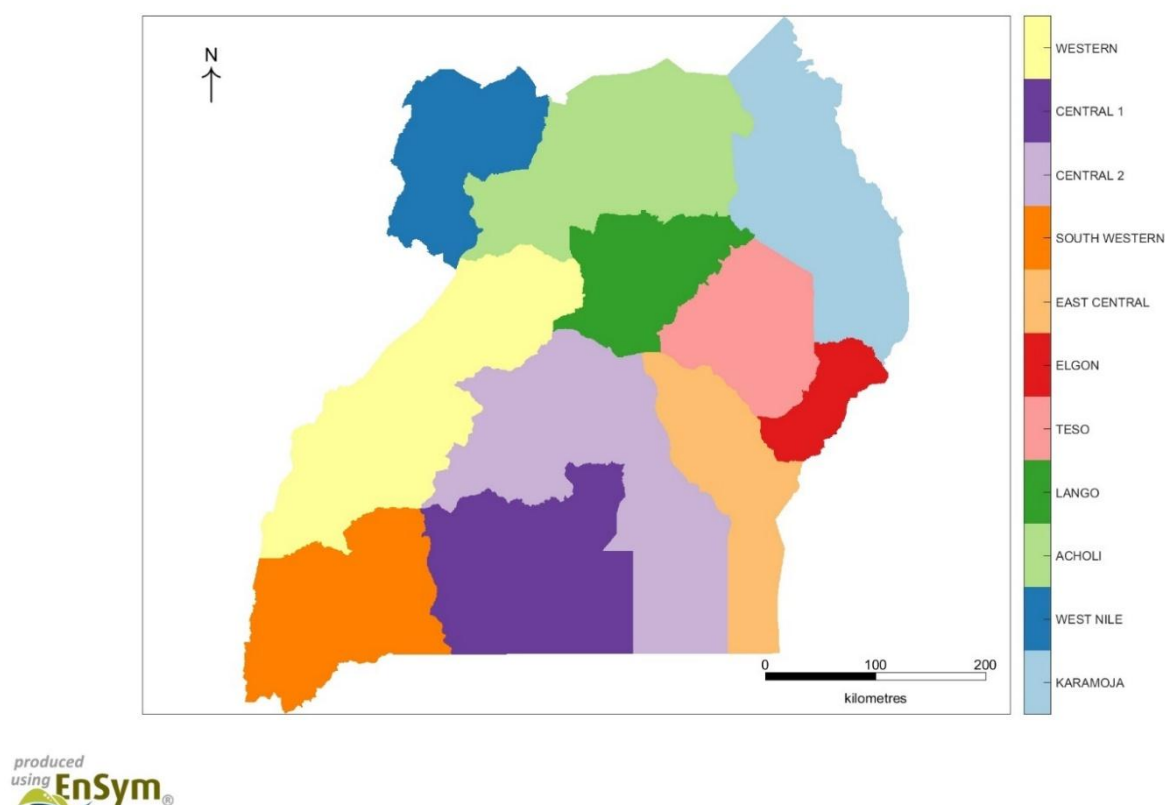 N
WESTERN
CENTRAL 1
CENTRAL 2
SOUTH WESTERN
EAST CENTRAL
ELGON
TESO
LANGO
ACHOLI
WEST NILE
KARAMOJA
0 100 200
kilometres
produced
using EnSym®